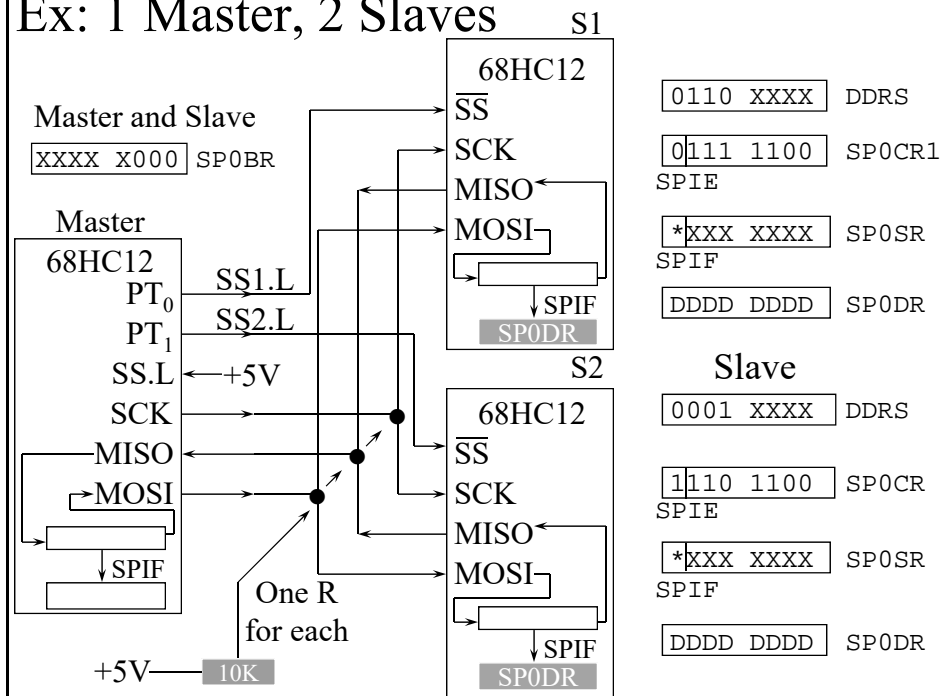 Ex: 1 Master, 2 Slaves
Master and Slave
XXXX X000 SP0BR
Master
68HC12
PT0
PT1
SS.L
SCK
MISO
MOSI
SPIF
SS1.L
SS2.L
+5V
One R
for each
+5V
10K
S1
68HC12
SS
SCK
MISO
MOSI
SPIF
SP0DR
S2
68HC12
SS
SCK
MISO
MOSI
SPIF
SP0DR
0110 XXXX DDRS
0111 1100 SP0CR1
SPIE
*XXX XXXX SP0SR
SPIF
DDDD DDDD SP0DR
Slave
0001 XXXX DDRS
1110 1100 SP0CR
SPIE
*XXX XXXX SP0SR
SPIF
DDDD DDDD SP0DR